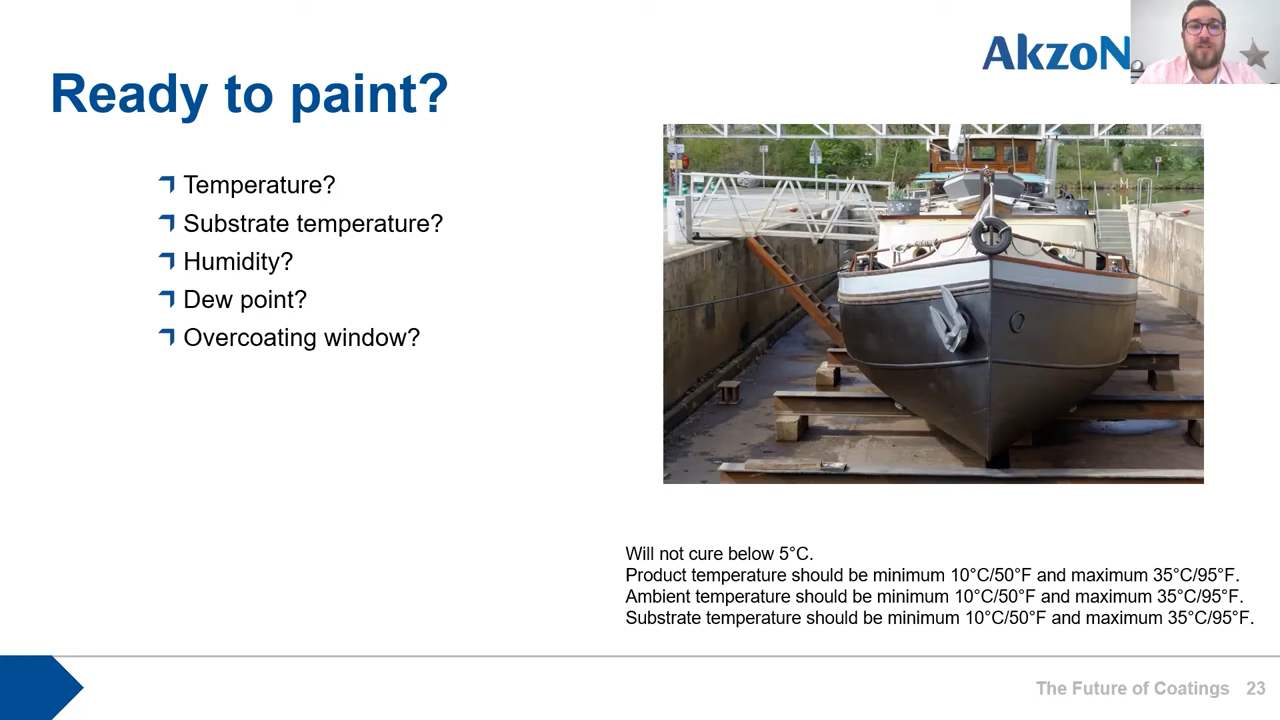 AkzoN
Ready to paint?
Temperature?
Substrate temperature?
Humidity?
Dew point?
Overcoating window?
Will not cure below 5°C.
Product temperature should be minimum 10°C/50°F and maximum 35°C/95°F.
Ambient temperature should be minimum 10°C/50°F and maximum 35°C/95°F.
Substrate temperature should be minimum 10°C/50°F and maximum 35°C/95°F.
The Future of Coatings 23